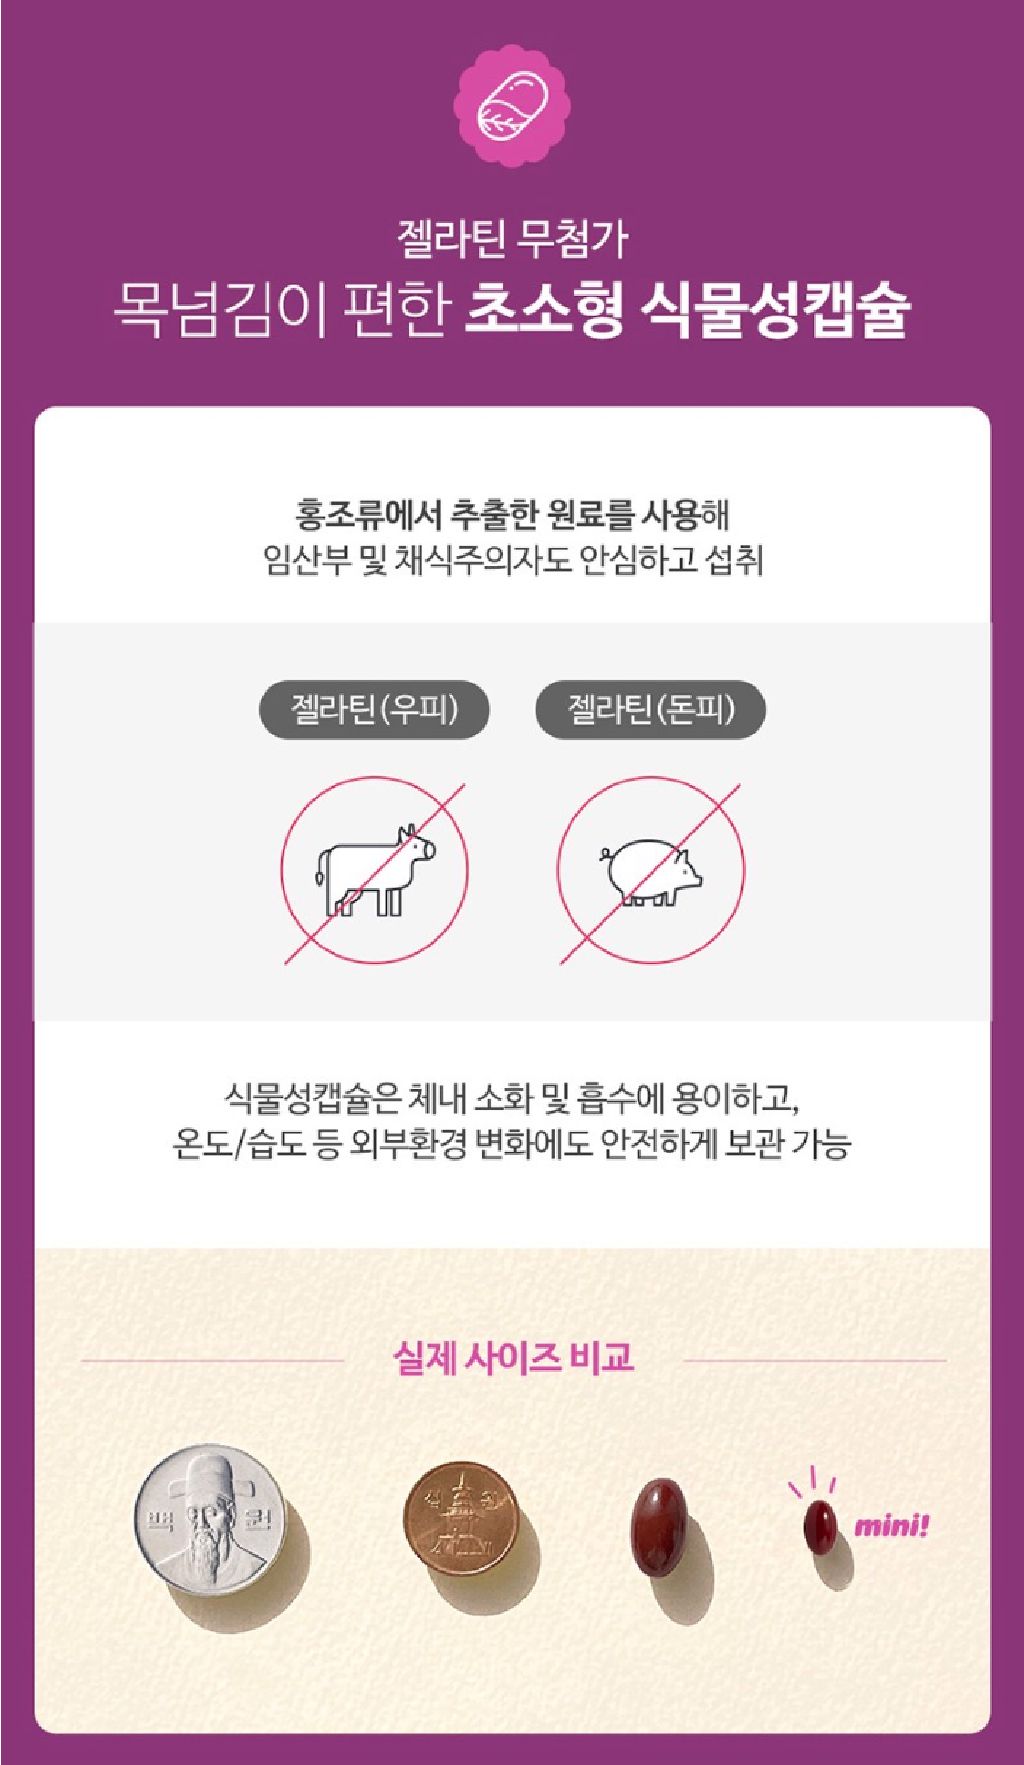 젤라틴 무첨가
목넘김이 편한 초소형 식물성캡슐
홍조류에서 추출한 원료를 사용해
임산부 및 채식주의자도 안심하고 섭취
젤라틴(우피) 젤라틴(돈피)
식물성캡슐은 체내 소화 및 흡수에 용이하고,
온도/습도 등 외부환경 변화에도 안전하게 보관 가능
실제 사이즈 비교
백 원 십 원
mini!